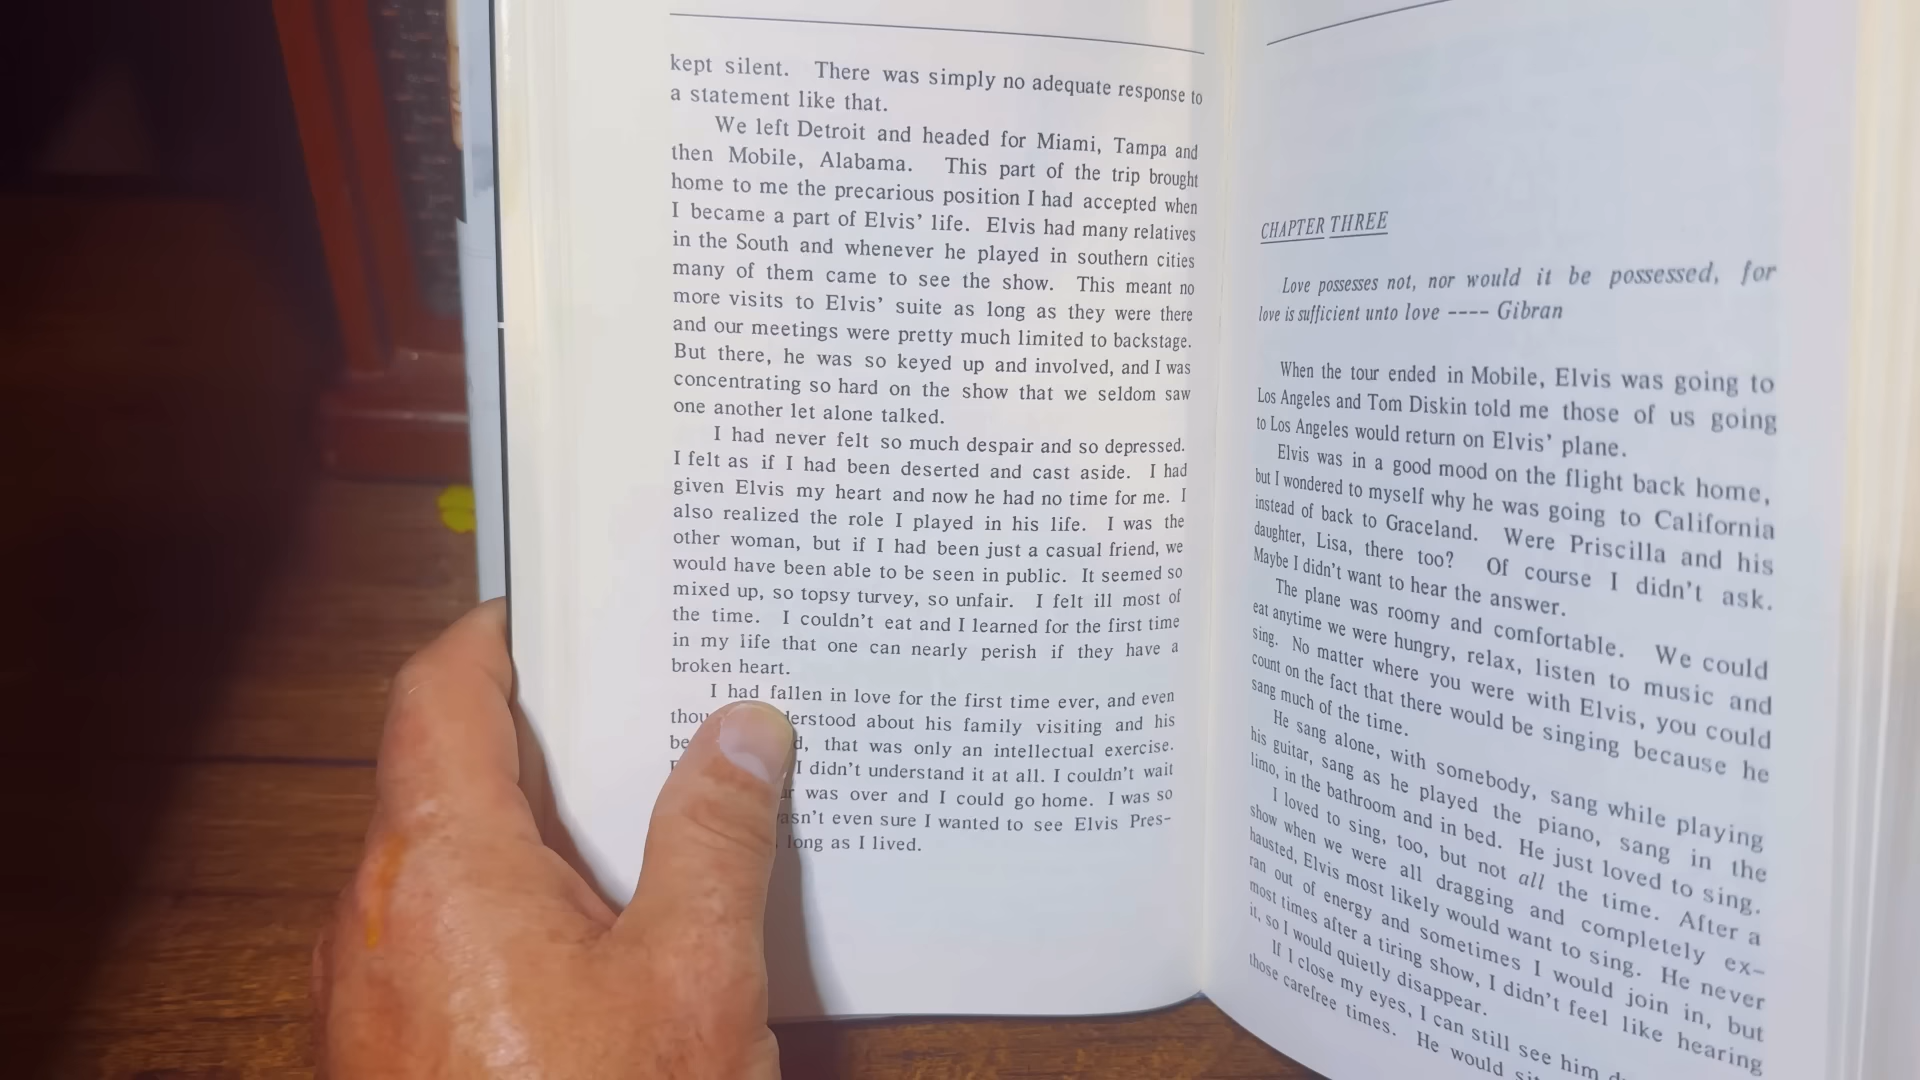 kept silent. There was simply no adequate response to
a statement like that.
We left Detroit and headed for Miami, Tampa and
then Mobile, Alabama. This part of the trip brought
home to me the precarious position I had accepted when
I became a part of Elvis’ life. Elvis had many relatives
in the South and whenever he played in southern cities
many of them came to see the show. This meant no
more visits to Elvis’ suite as long as they were there
and our meetings were pretty much limited to backstage.
But there, he was so keyed up and involved, and I was
concentrating so hard on the show that we seldom saw
one another let alone talked.
I had never felt so much despair and so depressed.
I felt as if I had been deserted and cast aside. I had
given Elvis my heart and now he had no time for me. I
also realized the role I played in his life. I was the
other woman, but if I had been just a casual friend, we
would have been able to be seen in public. It seemed so
mixed up, so topsy turvey, so unfair. I felt ill most of
the time. I couldn’t eat and I learned for the first time
in my life that one can nearly perish if they have a
broken heart.
I had fallen in love for the first time ever, and even
about his family visiting and his
that was only an intellectual exercise.
I didn’t understand it at all. I couldn’t wait
was over and I could go home. I was so
even sure I wanted to see Elvis Pres-
long as I lived.
CHAPTER THREE
Love possesses not, nor would it be possessed, for
love is sufficient unto love ---- Gibran
When the tour ended in Mobile, Elvis was going to
Los Angeles and Tom Diskin told me those of us going
to Los Angeles would return on Elvis’ plane.
Elvis was in a good mood on the flight back home,
but I wondered to myself why he was going to California
instead of back to Graceland. Were Priscilla and his
daughter, Lisa, there too? Of course I didn’t ask.
Maybe I didn’t want to hear the answer.
The plane was roomy and comfortable. We could
eat anytime we were hungry, relax, listen to music and
sing. No matter where you were with Elvis, you could
count on the fact that there would be singing because he
sang much of the time.
He sang alone, with somebody, sang while playing
his guitar, sang as he played the piano, sang in the
limo, in the bathroom and in bed. He just loved to sing.
I loved to sing, too, but not all the time. After a
show when we were all dragging and completely ex-
hausted, Elvis most likely would want to sing. He never
ran out of energy and sometimes I would join in, but
most times after a tiring show, I didn’t feel like hearing
it, so I would quietly disappear.
If I close my eyes, I can still see him
those carefree times. He would